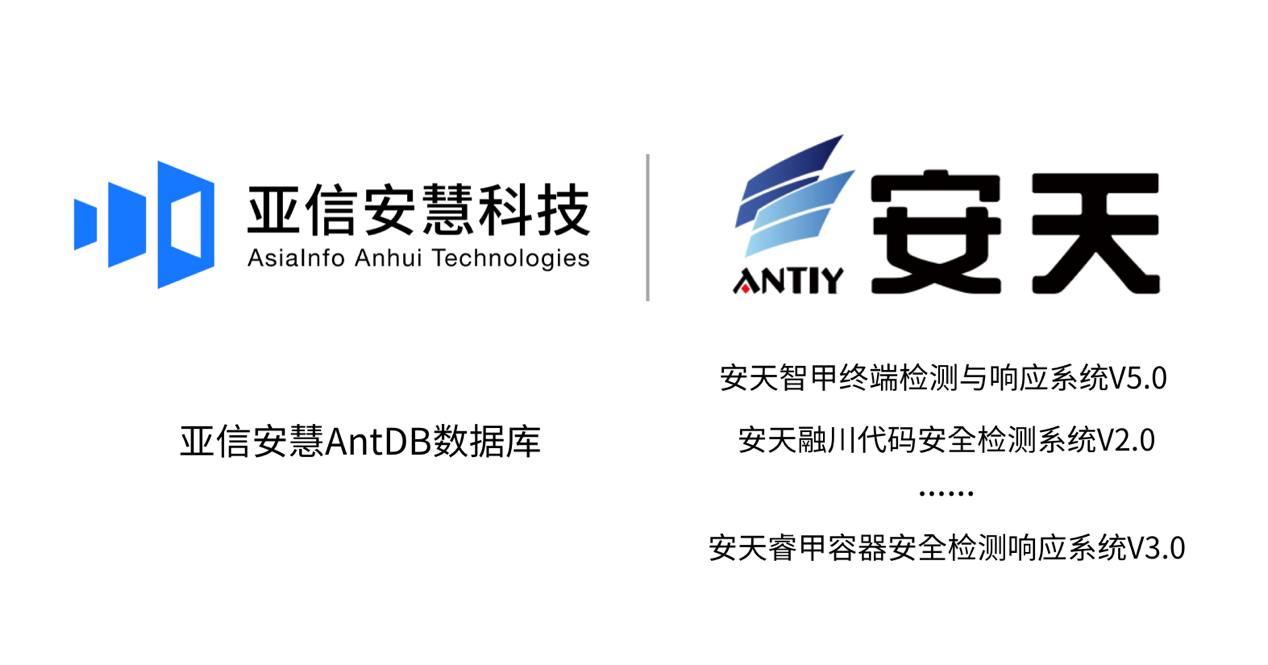 亚信安慧科技
AsiaInfo Anhui Technologies
ANTIY
安天
亚信安慧AntDB数据库
安天智甲终端检测与响应系统V5.0
安天融川代码安全检测系统V2.0
......
安天睿甲容器安全检测响应系统V3.0